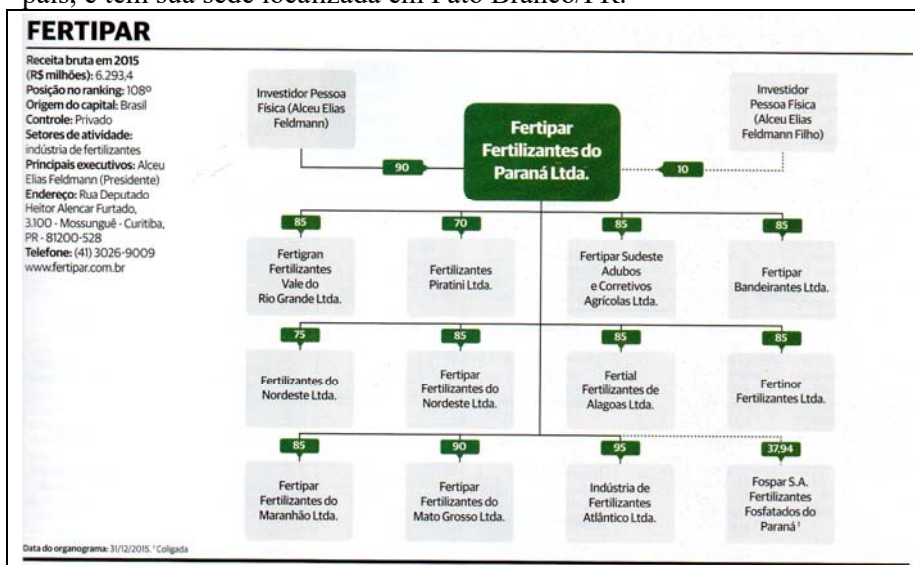 país, e tem sua sede localizada em Pato Branco/PR.
FERTIPAR
Receita bruta em 2015
(R$ milhões): 6.293,4
Posição no ranking: 108º
Origem do capital: Brasil
Controle: Privado
Setores de atividade:
indústria de fertilizantes
Principais executivos: Alceu
Elias Feldmann (Presidente)
Endereço: Rua Deputado
Heitor Alencar Furtado,
3.100 - Mossunguê - Curitiba,
PR - 81200-528
Telefone: (41) 3026-9009
www.fertipar.com.br
Investidor Pessoa
Física (Alceu Elias
Feldmann)
90
Fertipar
Fertilizantes do
Paraná Ltda.
10
Investidor
Pessoa Física
(Alceu Elias
Feldmann Filho)
85
Fertigran
Fertilizantes
Vale do
Rio Grande Ltda.
70
Fertilizantes
Piratini Ltda.
85
Fertipar Sudeste
Adubos
e Corretivos
Agrícolas Ltda.
85
Fertipar
Bandeirantes Ltda.
75
Fertilizantes do
Nordeste Ltda.
85
Fertipar
Fertilizantes do
Nordeste Ltda.
85
Fertial
Fertilizantes de
Alagoas Ltda.
85
Fertinor
Fertilizantes Ltda.
85
Fertipar
Fertilizantes do
Maranhão Ltda.
90
Fertipar
Fertilizantes do
Mato Grosso Ltda.
95
Indústria de
Fertilizantes
Atlântico Ltda.
37,94
Fospar S.A.
Fertilizantes
Fosfatados do
Paraná ¹
Data do organograma: 31/12/2015. ¹ Coligada